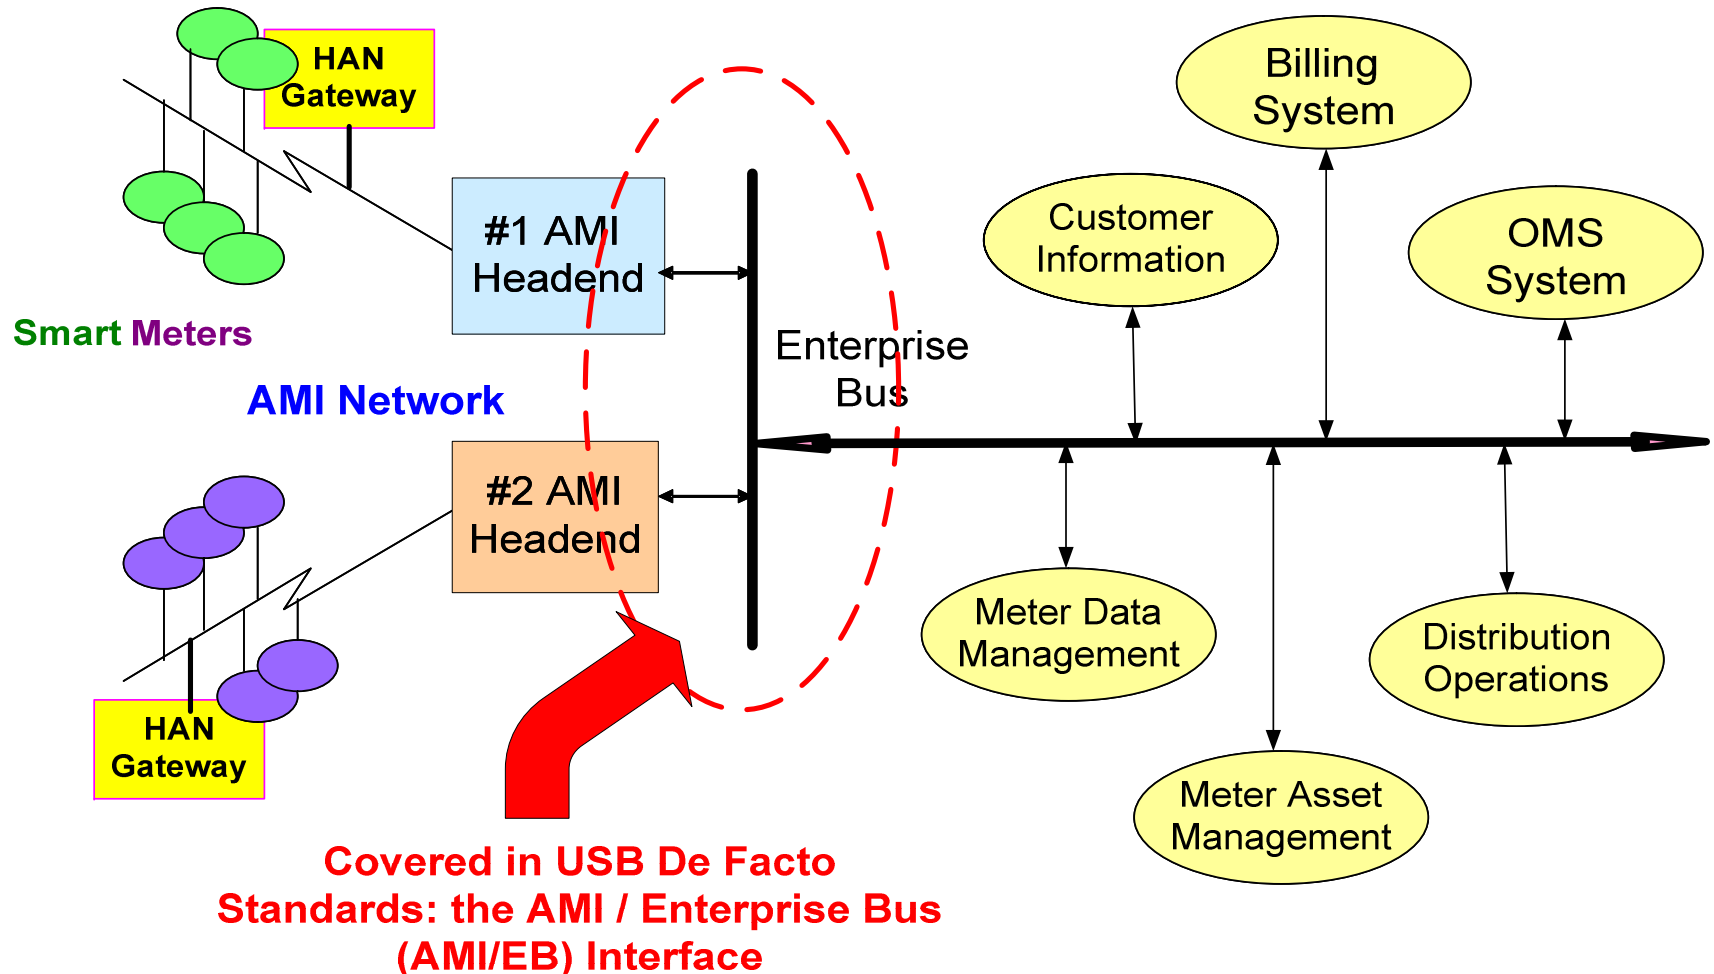 HAN
Gateway
Billing
System
#1 AMI
Headend
Customer
Information
OMS
System
Smart Meters
Enterprise
Bus
AMI Network
#2 AMI
Headend
Meter Data
Management
Distribution
Operations
HAN
Gateway
Meter Asset
Management
Covered in USB De Facto
Standards: the AMI / Enterprise Bus
(AMI/EB) Interface